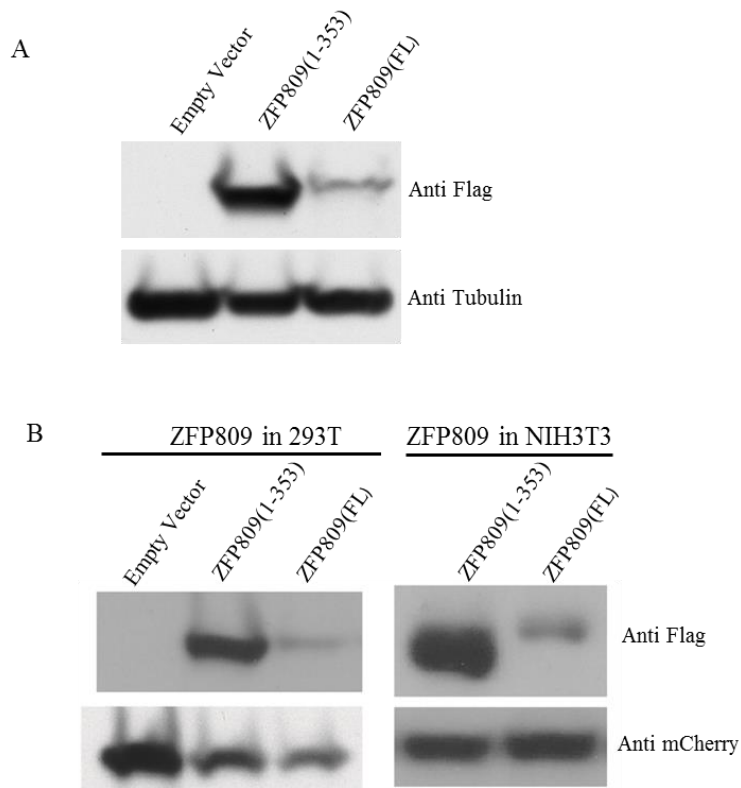 A
Empty Vector
ZFP809(1-353)
ZFP809(FL)
Anti Flag
Anti Tubulin
B
ZFP809 in 293T
ZFP809 in NIH3T3
Empty Vector
ZFP809(1-353)
ZFP809(FL)
ZFP809(1-353)
ZFP809(FL)
Anti Flag
Anti mCherry